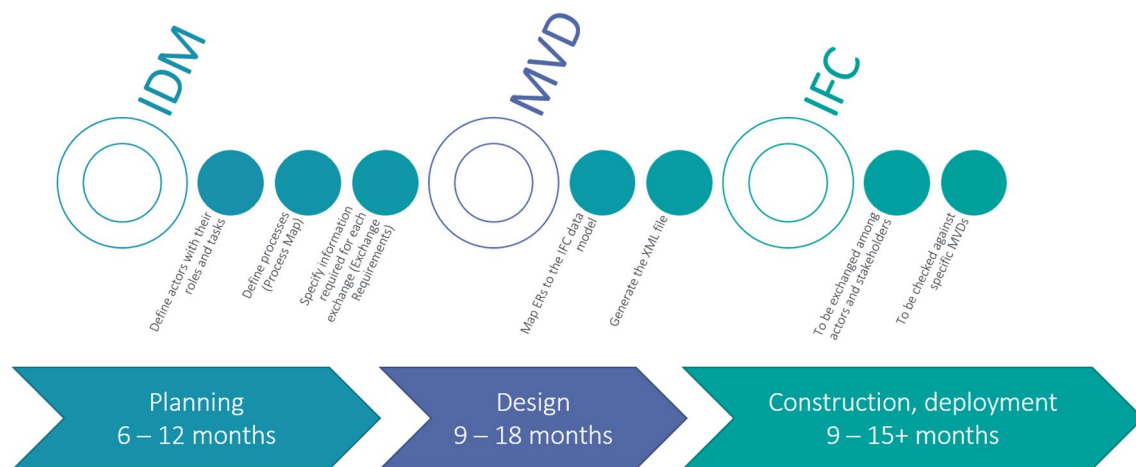 IDM
Define actors with their
roles and tasks
Define processes
(Process Map)
Specify information
required for each
exchange (Exchange
Requirements)
MVD
Map ERs to the IFC data
model
Generate the XML file
IFC
To be exchanged among
actors and stakeholders
To be checked against
specific MVDs
Planning
6 – 12 months
Design
9 – 18 months
Construction, deployment
9 – 15+ months